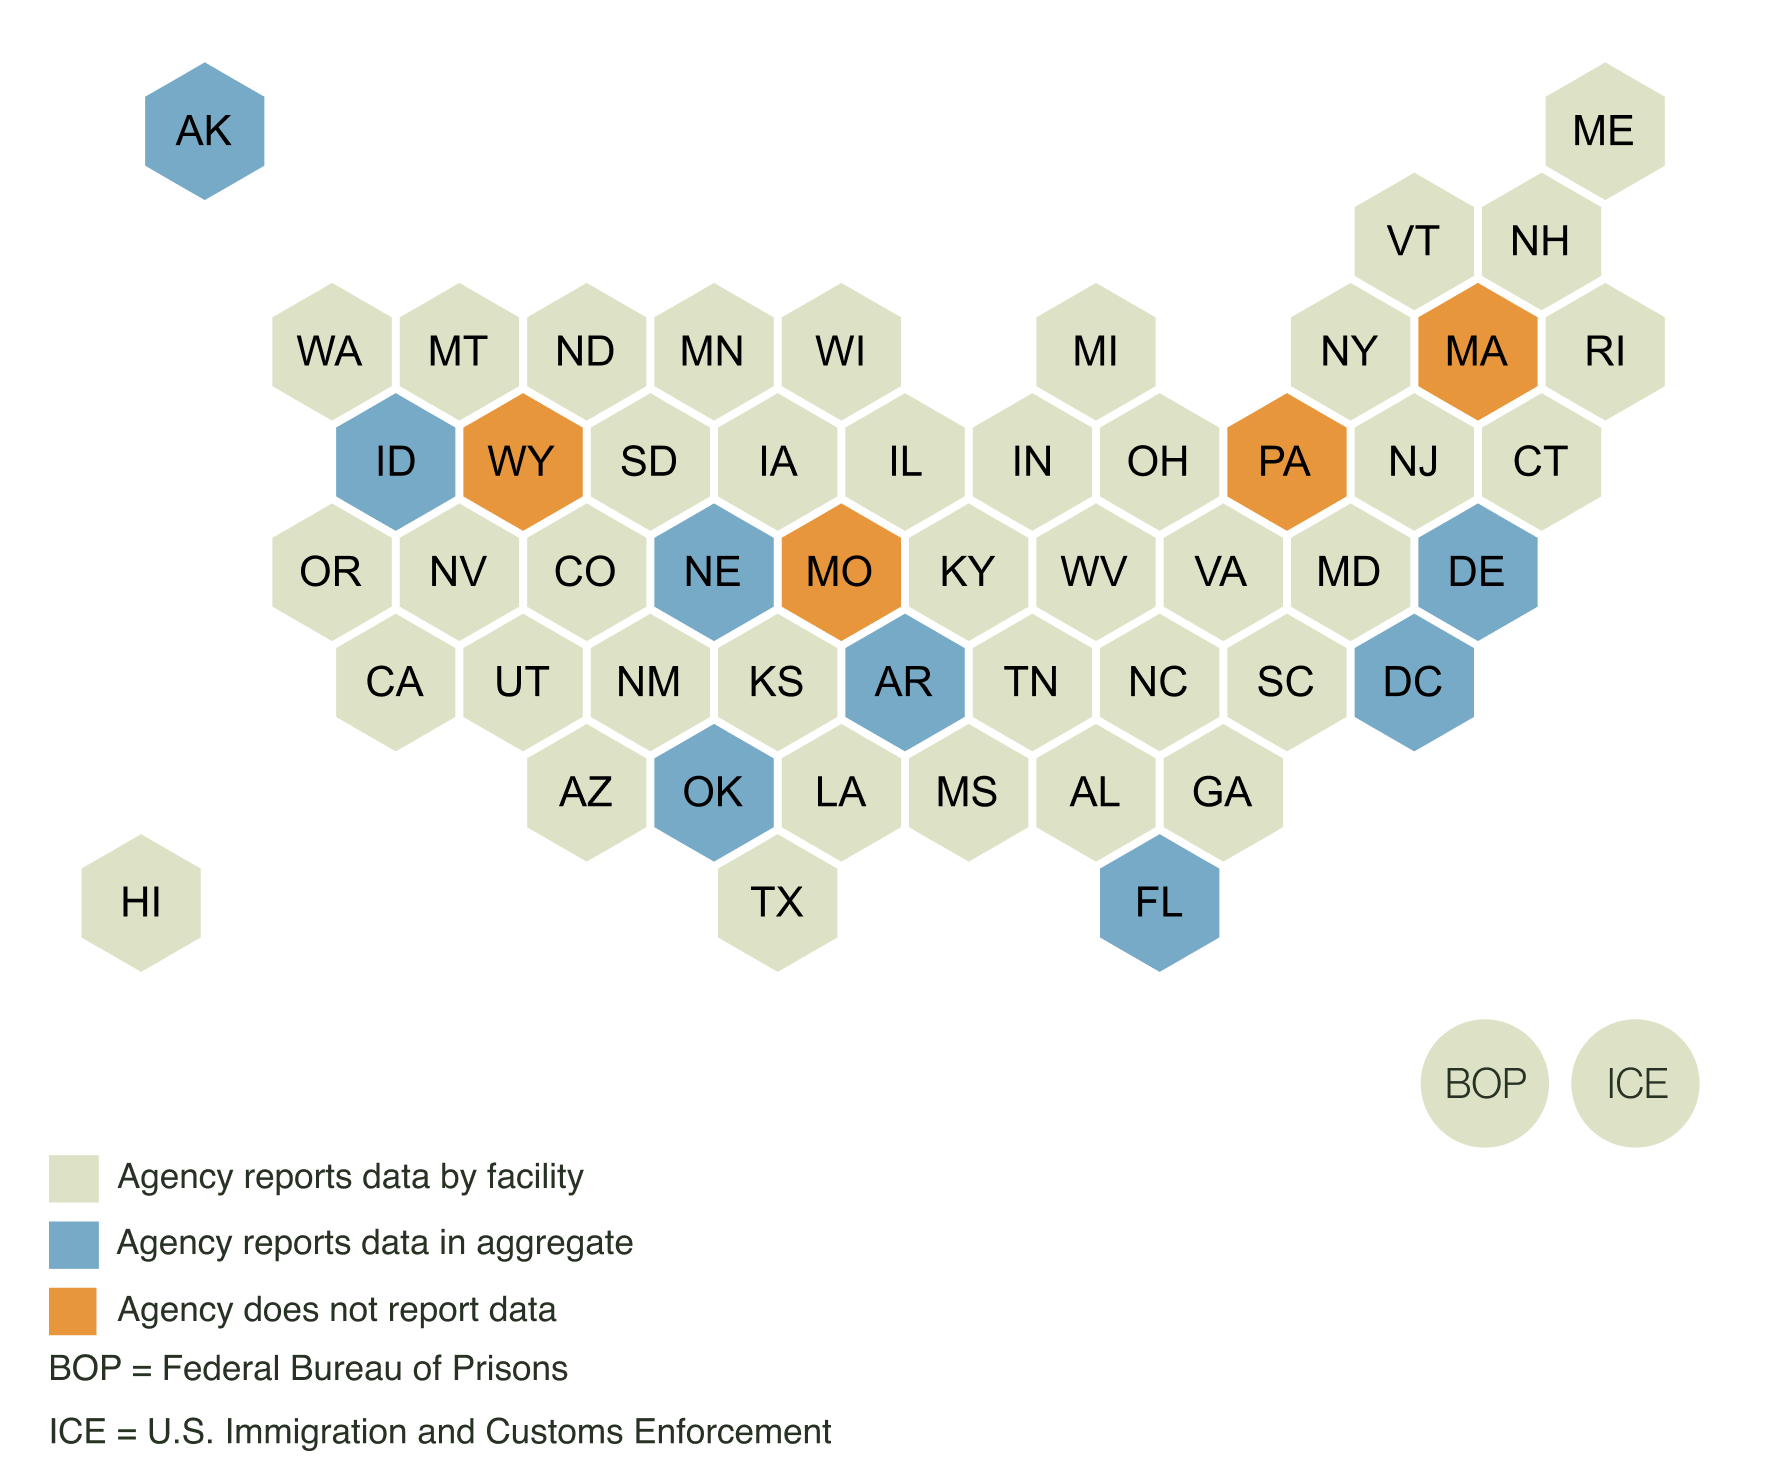 AK
ME
VT NH
WA MT ND MN WI MI NY MA RI
ID WY SD IA IL IN OH PA NJ CT
OR NV CO NE MO KY WV VA MD DE
CA UT NM KS AR TN NC SC DC
AZ OK LA MS AL GA
HI TX FL
BOP ICE
Agency reports data by facility
Agency reports data in aggregate
Agency does not report data
BOP = Federal Bureau of Prisons
ICE = U.S. Immigration and Customs Enforcement